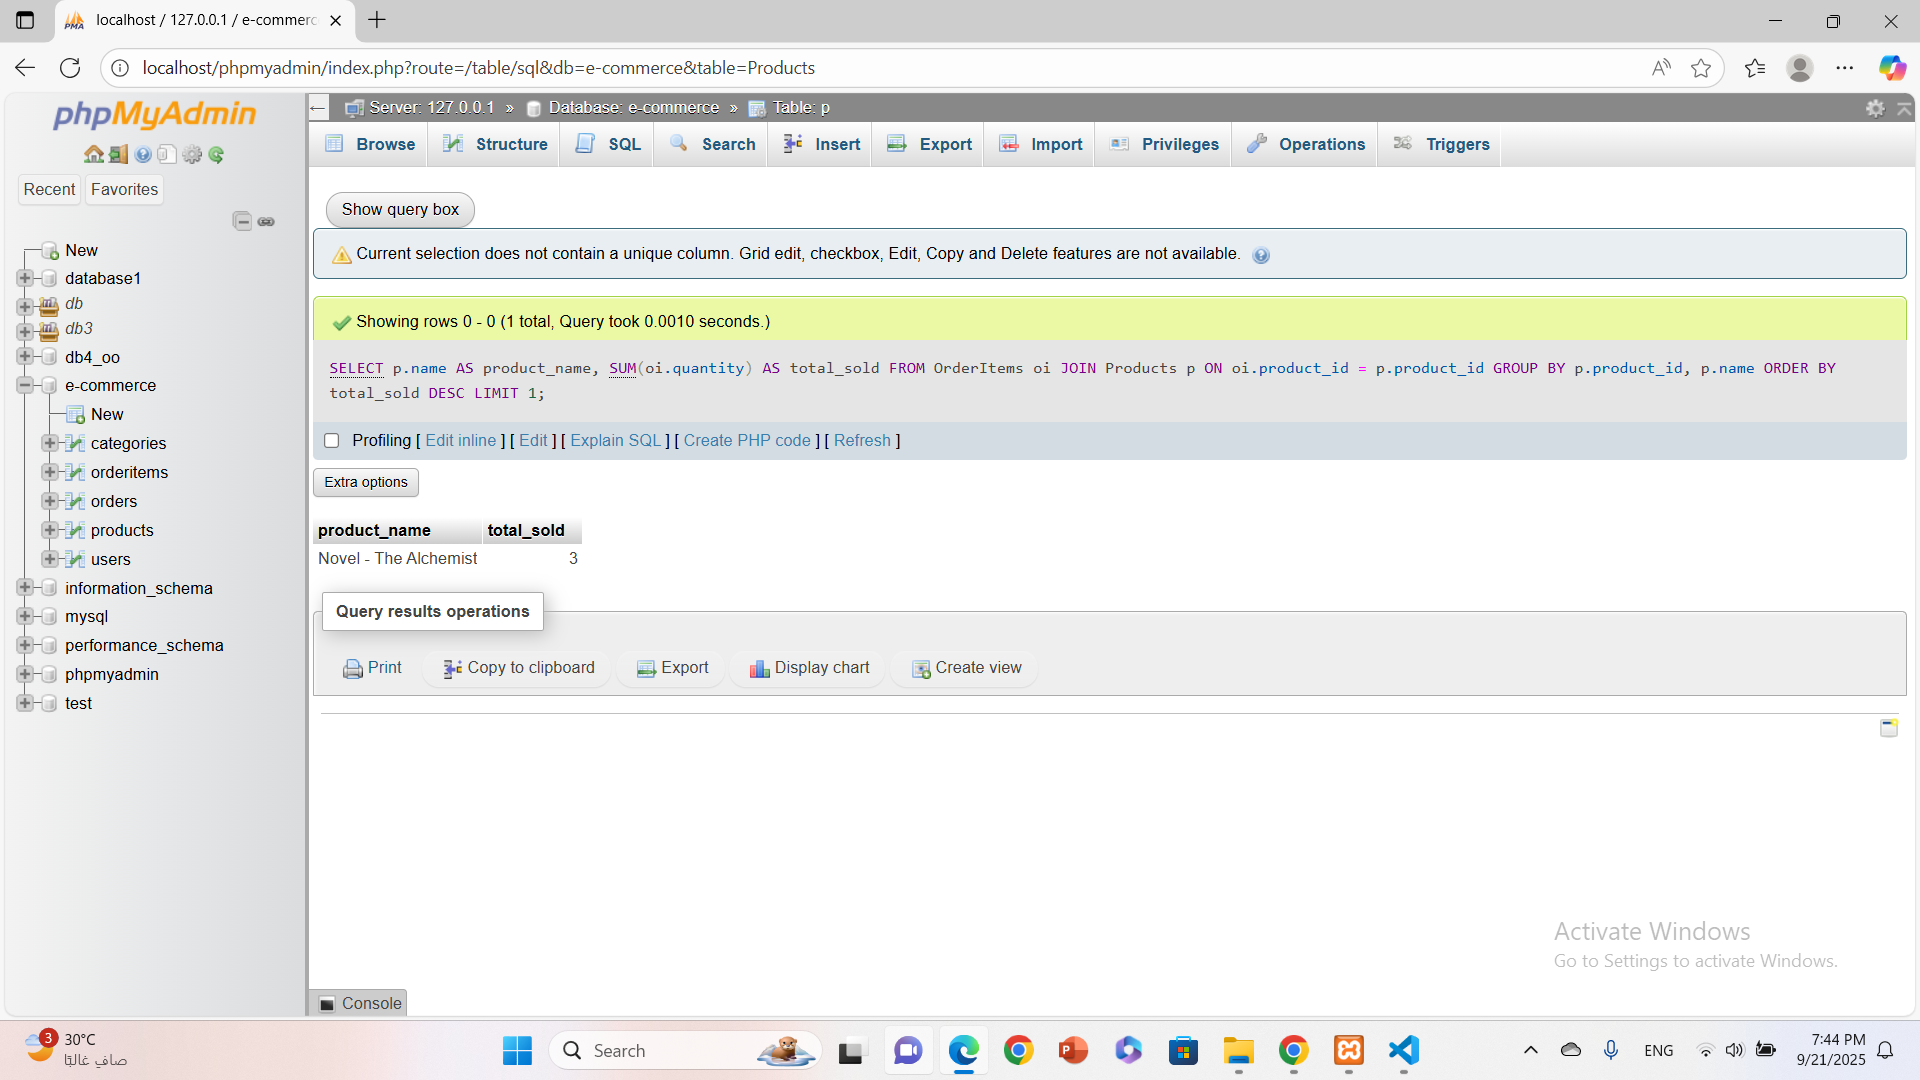 localhost / 127.0.0.1 / e-commerc
localhost/phpmyadmin/index.php?route=/table/sql&db=e-commerce&table=Products
phpMyAdmin
Recent
Favorites
New
database1
db
db3
db4_oo
e-commerce
New
categories
orderitems
orders
products
users
information_schema
mysql
performance_schema
phpmyadmin
test
Server: 127.0.0.1 » Database: e-commerce » Table: p
Browse
Structure
SQL
Search
Insert
Export
Import
Privileges
Operations
Triggers
Show query box
Current selection does not contain a unique column. Grid edit, checkbox, Edit, Copy and Delete features are not available.
Showing rows 0 - 0 (1 total, Query took 0.0010 seconds.)
SELECT p.name AS product_name, SUM(oi.quantity) AS total_sold FROM OrderItems oi JOIN Products p ON oi.product_id = p.product_id GROUP BY p.product_id, p.name ORDER BY
total_sold DESC LIMIT 1;
Profiling [ Edit inline ] [ Edit ] [ Explain SQL ] [ Create PHP code ] [ Refresh ]
Extra options
product_name total_sold
Novel - The Alchemist 3
Query results operations
Print
Copy to clipboard
Export
Display chart
Create view
Activate Windows
Go to Settings to activate Windows.
Console
3
30°C
صافٍ غالبًا
Search
ENG
7:44 PM
9/21/2025